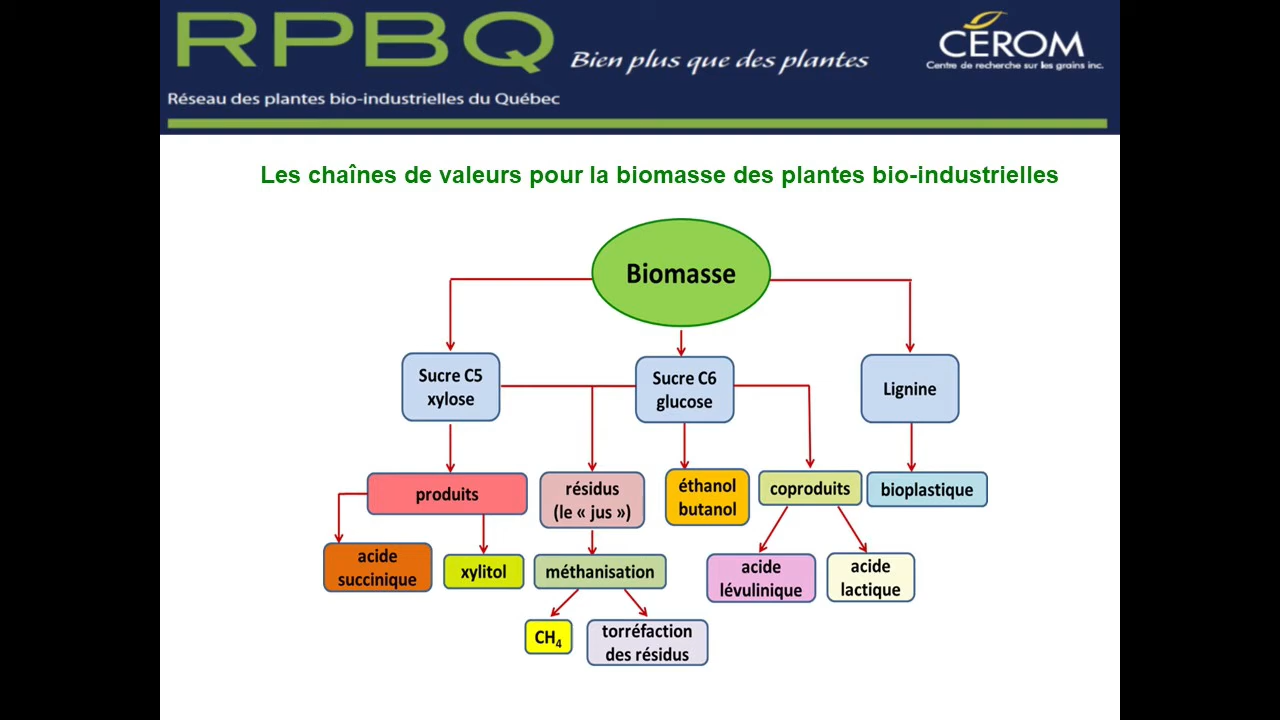 RPBQ
Bien plus que des plantes
CÉROM
Centre de recherche sur les grains inc.
Réseau des plantes bio-industrielles du Québec
Les chaînes de valeurs pour la biomasse des plantes bio-industrielles
Biomasse
Sucre C5
xylose
Sucre C6
glucose
Lignine
produits
résidus
(le « jus »)
éthanol
butanol
coproduits
bioplastique
acide
succinique
xylitol
méthanisation
acide
lévulinique
acide
lactique
CH₄
torréfaction
des résidus